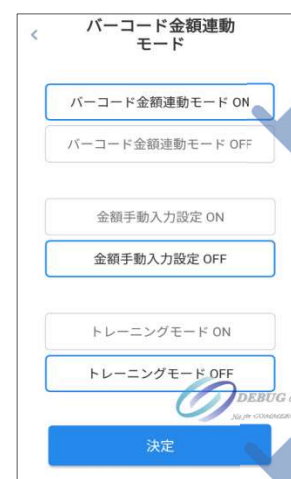 バーコード金額連動
モード
バーコード金額連動モード ON
バーコード金額連動モード OFF
金額手動入力設定 ON
金額手動入力設定 OFF
トレーニングモード ON
トレーニングモード OFF
DEBUG
決定